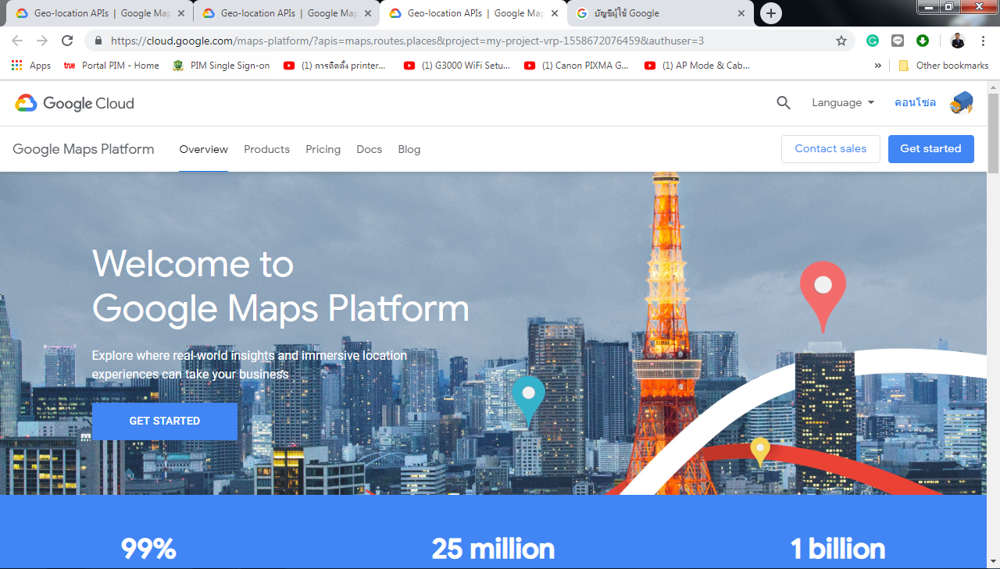 Geo-location APIs | Google Map
Geo-location APIs | Google Map
Geo-location APIs | Google Map
บัญชีผู้ใช้ Google
https://cloud.google.com/maps-platform/?apis=maps,routes,places&project=my-project-vrp-1558672076459&authuser=3
Apps
true
Portal PIM - Home
PIM Single Sign-on
(1) การติดตั้ง printer...
(1) G3000 WiFi Setu...
(1) Canon PIXMA G...
(1) AP Mode & Cab...
»
Other bookmarks
Google Cloud
Language
คอนโซล
Google Maps Platform
Overview
Products
Pricing
Docs
Blog
Contact sales
Get started
Welcome to
Google Maps Platform
Explore where real-world insights and immersive location
experiences can take your business
GET STARTED
99%
25 million
1 billion